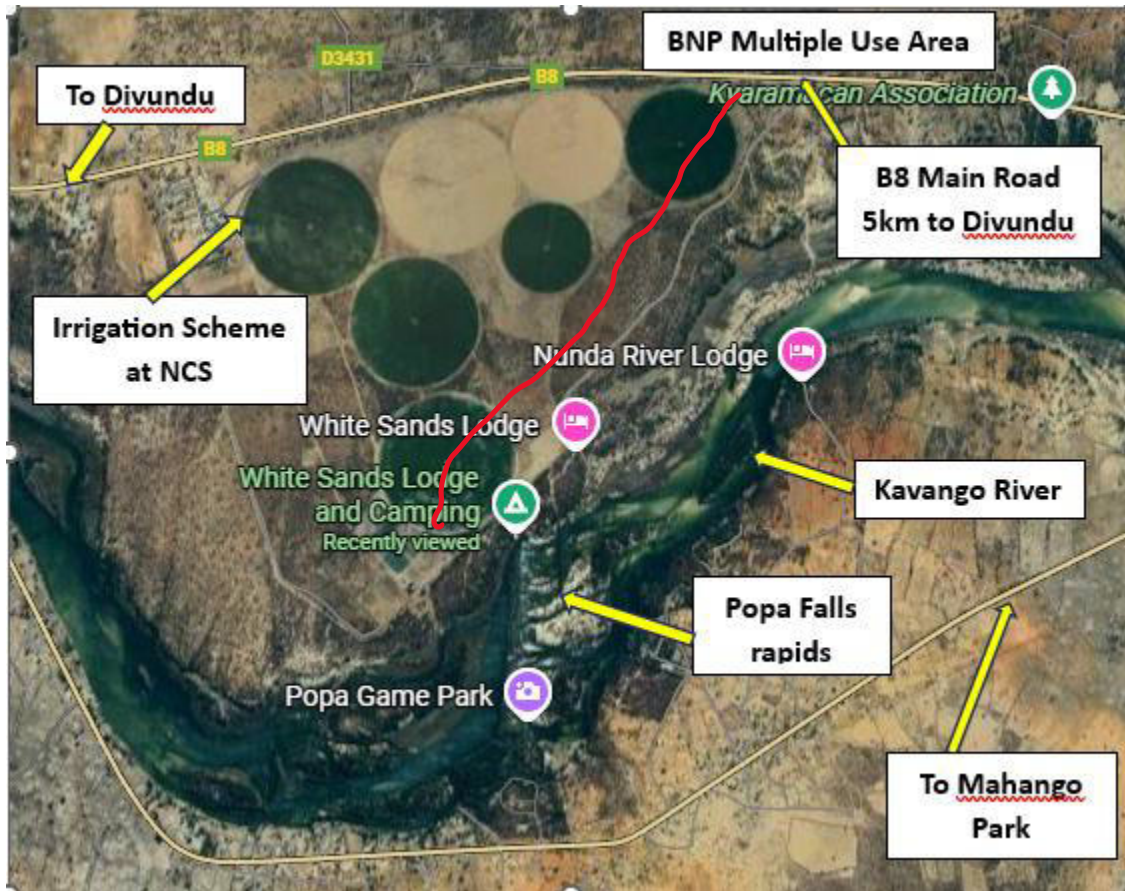 BNP Multiple Use Area
D3431
B8
Kyaramacan Association
To Divundu
B8
B8 Main Road
5km to Divundu
Irrigation Scheme
at NCS
Nunda River Lodge
White Sands Lodge
White Sands Lodge
and Camping
Recently viewed
Kavango River
Popa Falls
rapids
Popa Game Park
To Mahango
Park